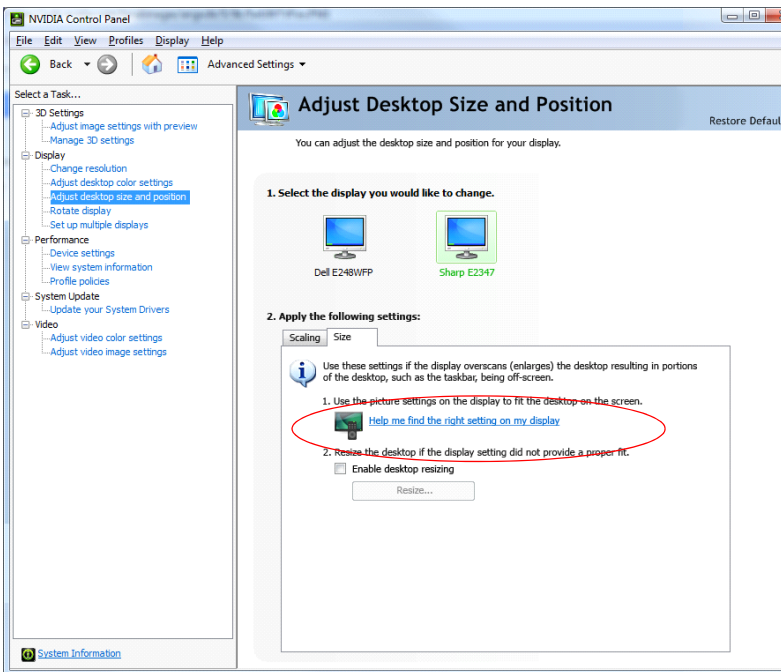 NVIDIA Control Panel
File Edit View Profiles Display Help
Back Advanced Settings
Select a Task...
3D Settings
Adjust image settings with preview
Manage 3D settings
Display
Change resolution
Adjust desktop color settings
Adjust desktop size and position
Rotate display
Set up multiple displays
Performance
Device settings
View system information
Profile policies
System Update
Update your System Drivers
Video
Adjust video color settings
Adjust video image settings
System Information
Adjust Desktop Size and Position
Restore Defaul
You can adjust the desktop size and position for your display.
1. Select the display you would like to change.
Dell E248WFP Sharp E2347
2. Apply the following settings:
Scaling Size
Use these settings if the display overscans (enlarges) the desktop resulting in portions
of the desktop, such as the taskbar, being off-screen.
1. Use the picture settings on the display to fit the desktop on the screen.
Help me find the right setting on my display
2. Resize the desktop if the display setting did not provide a proper fit.
Enable desktop resizing
Resize...